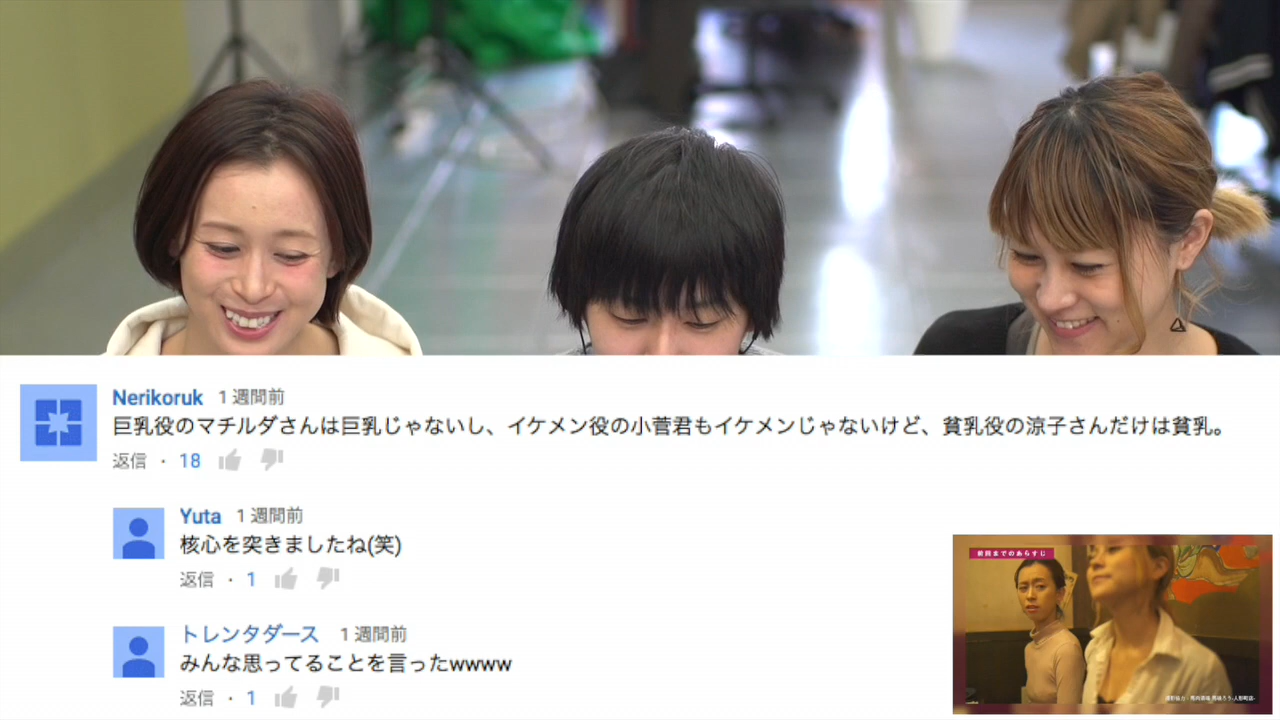 Nerikoruk 1 週間前
巨乳役のマチルダさんは巨乳じゃないし、イケメン役の小菅君もイケメンじゃないけど、貧乳役の涼子さんだけは貧乳。
返信 · 18
Yuta 1 週間前
核心を突きましたね(笑)
返信 · 1
トレンタダース 1 週間前
みんな思ってることを言ったwwww
返信 · 1
前回までのあらすじ